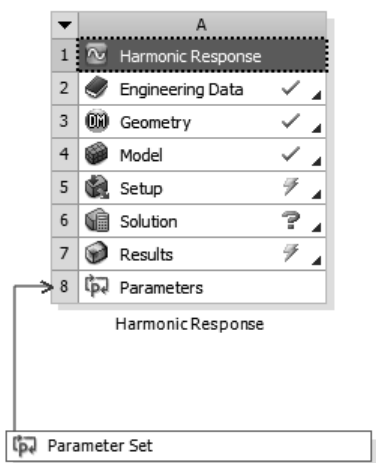 A
1 Harmonic Response
2 Engineering Data
3 DM Geometry
4 Model
5 Setup
6 Solution ?
7 Results
8 p Parameters
Harmonic Response
p Parameter Set